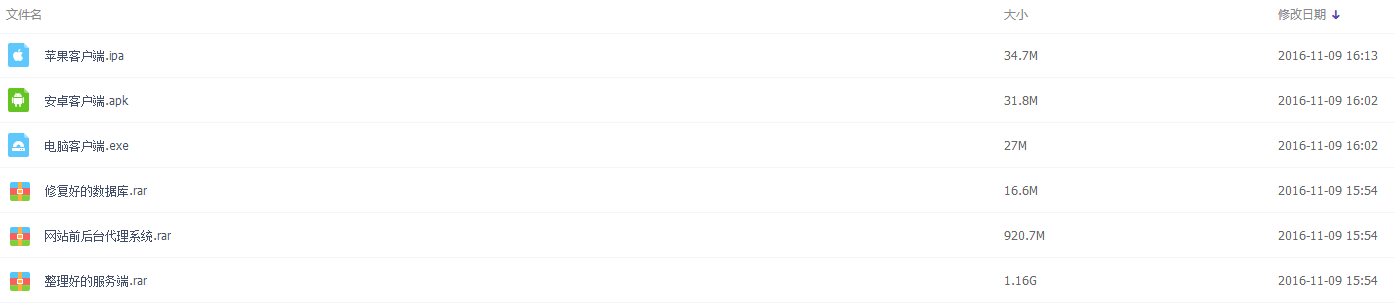 文件名 大小 修改日期
苹果客户端.ipa 34.7M 2016-11-09 16:13
安卓客户端.apk 31.8M 2016-11-09 16:02
电脑客户端.exe 27M 2016-11-09 16:02
修复好的数据库.rar 16.6M 2016-11-09 15:54
网站前后台代理系统.rar 920.7M 2016-11-09 15:54
整理好的服务端.rar 1.16G 2016-11-09 15:54